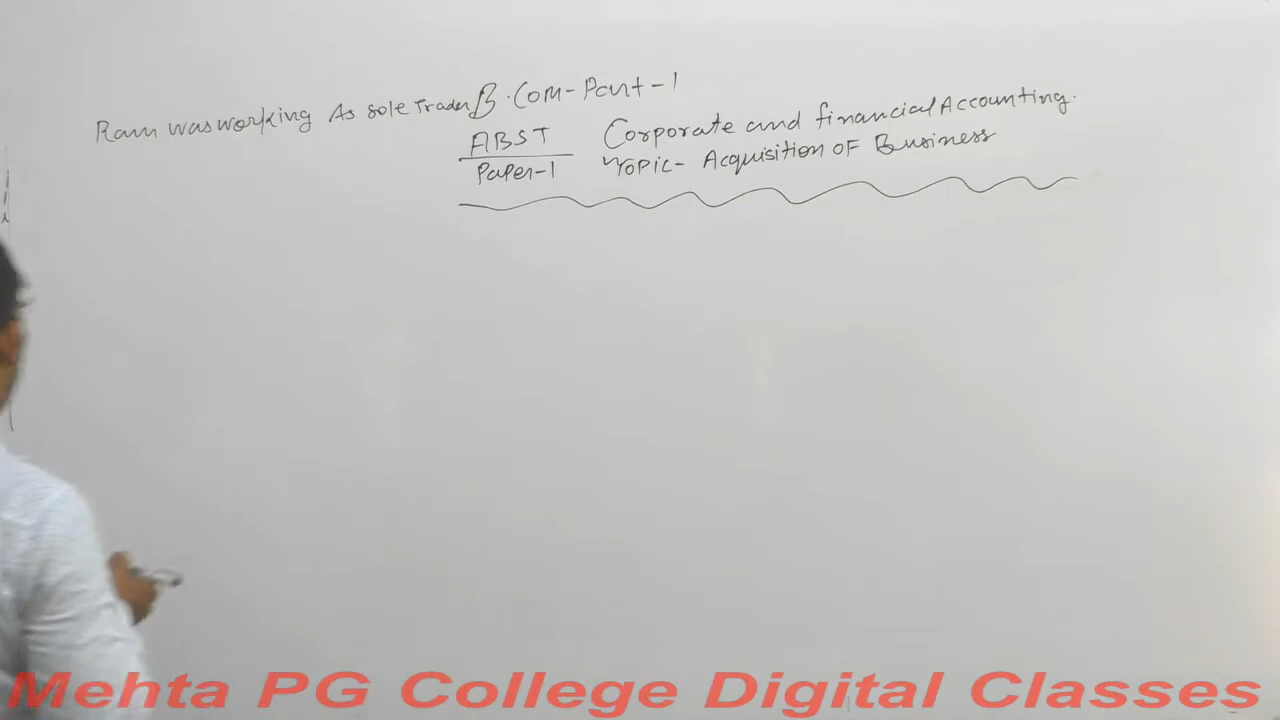 B.Com-Part-1
Ram was working As sole Trader
ABST
Paper-1
Corporate and financial Accounting.
Topic- Acquisition OF Business
Mehta PG College Digital Classes